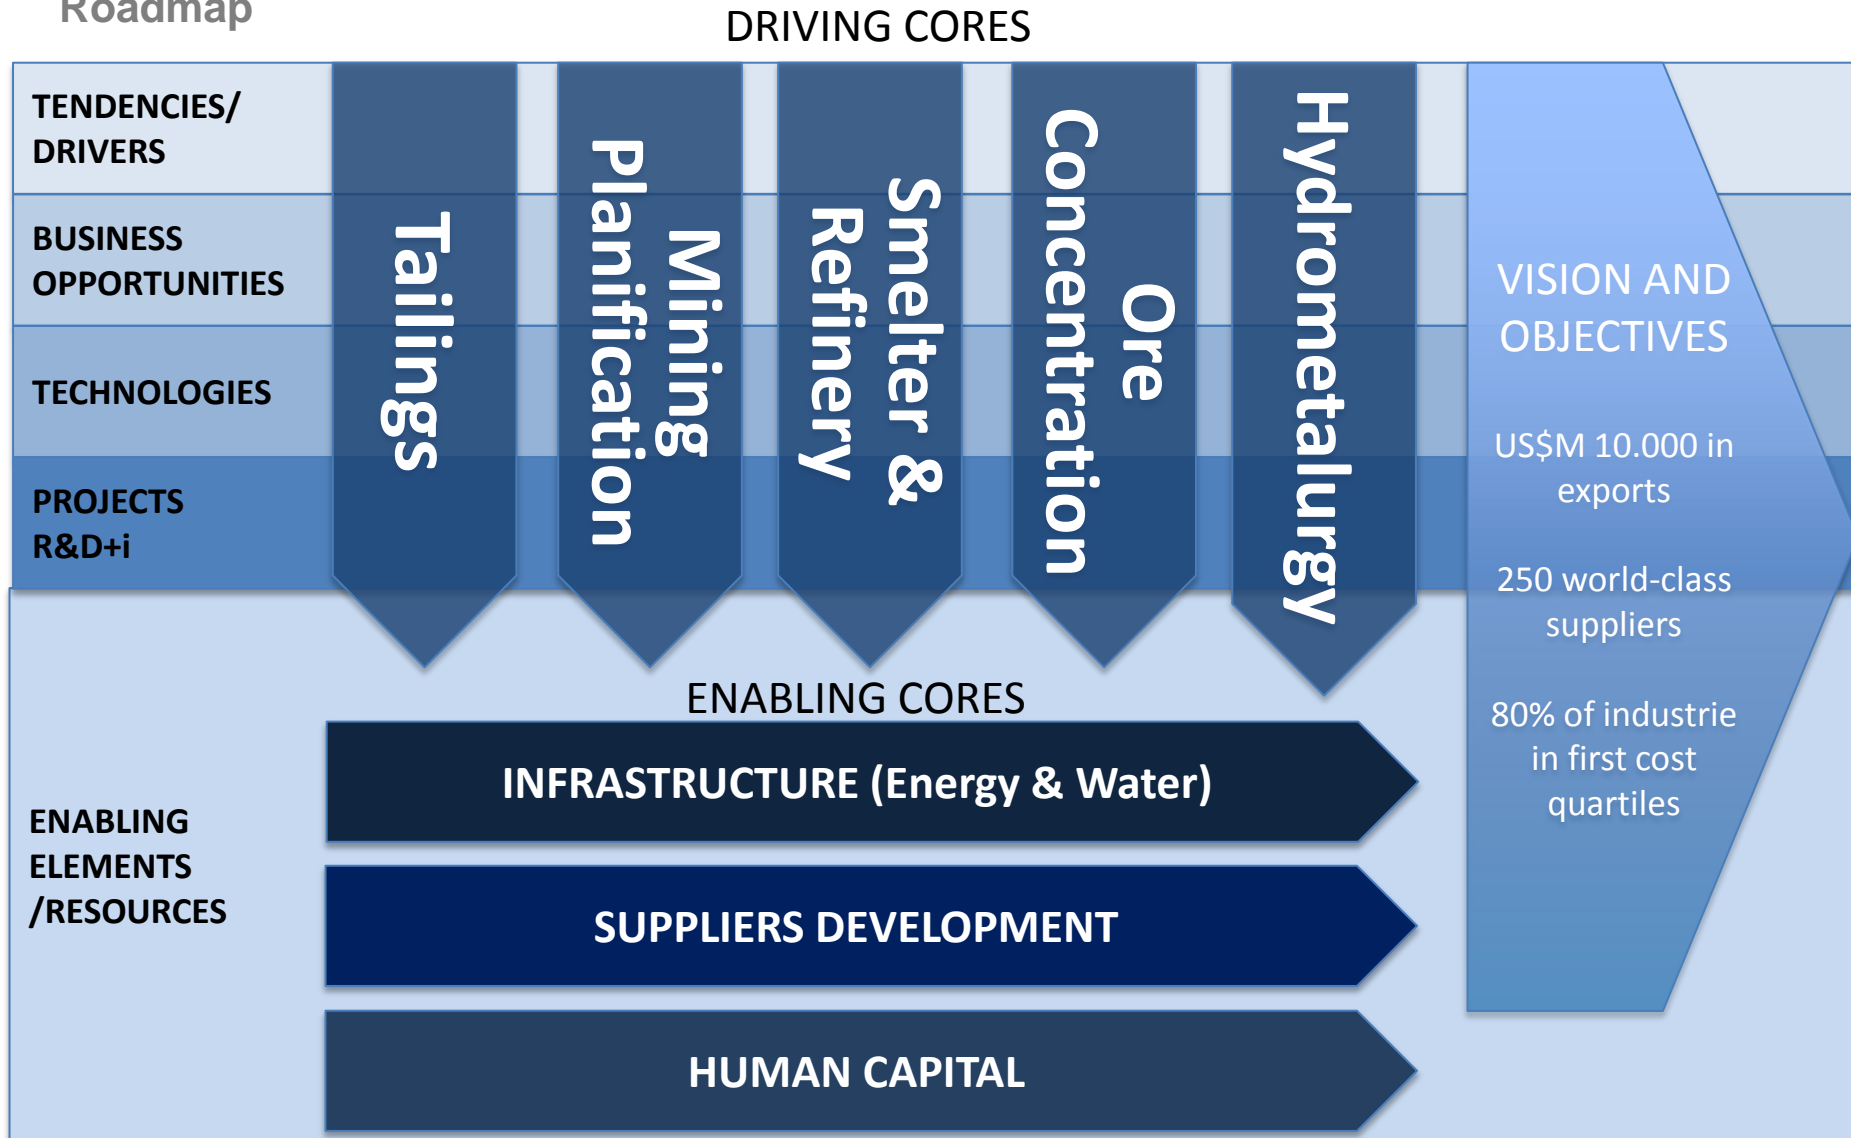 Roadmap
DRIVING CORES
TENDENCIES/
DRIVERS
BUSINESS
OPPORTUNITIES
TECHNOLOGIES
PROJECTS
R&D+i
Tailings
Mining
Planification
Smelter &
Refinery
Ore
Concentration
Hydrometalurgy
VISION AND
OBJECTIVES
US$M 10.000 in
exports
250 world-class
suppliers
80% of industrie
in first cost
quartiles
ENABLING CORES
ENABLING
ELEMENTS
/RESOURCES
INFRASTRUCTURE (Energy & Water)
SUPPLIERS DEVELOPMENT
HUMAN CAPITAL